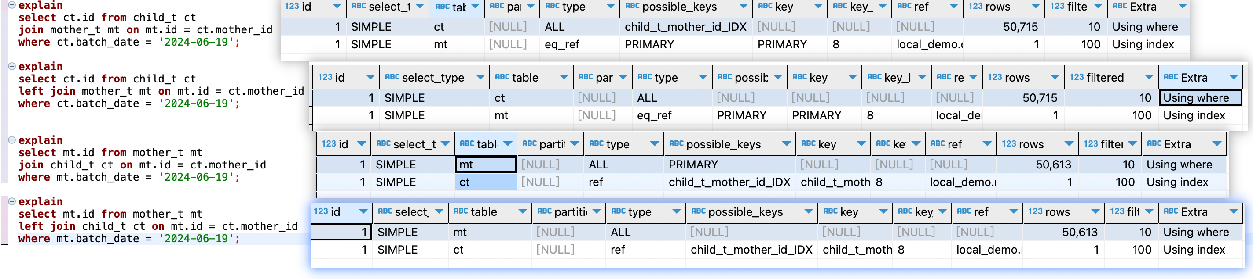 explain
select ct.id from child_t ct
join mother_t mt on mt.id = ct.mother_id
where ct.batch_date = '2024-06-19';
123 id ABC select_t ABC tal ABC par ABC type ABC possible_keys ABC key ABC key_ ABC ref 123 rows 123 filte ABC Extra
1 SIMPLE ct [NULL] ALL child_t_mother_id_IDX [NULL] [NULL] [NULL] 50,715 10 Using where
1 SIMPLE mt [NULL] eq_ref PRIMARY PRIMARY 8 local_demo.c 1 100 Using index
explain
select ct.id from child_t ct
left join mother_t mt on mt.id = ct.mother_id
where ct.batch_date = '2024-06-19';
123 id ABC select_type ABC table ABC par ABC type ABC possib ABC key ABC key_l ABC re 123 rows 123 filtered ABC Extra
1 SIMPLE ct [NULL] ALL [NULL] [NULL] [NULL] [NULL] 50,715 10 Using where
1 SIMPLE mt [NULL] eq_ref PRIMARY PRIMARY 8 local_de 1 100 Using index
explain
select mt.id from mother_t mt
join child_t ct on mt.id = ct.mother_id
where mt.batch_date = '2024-06-19';
123 id ABC select_t ABC tabl ABC partiti ABC type ABC possible_keys ABC key ABC ke ABC ref 123 rows 123 filter ABC Extra
1 SIMPLE mt [NULL] ALL PRIMARY [NULL] [NULL] [NULL] 50,613 10 Using where
1 SIMPLE ct [NULL] ref child_t_mother_id_IDX child_t_moth 8 local_demo.i 1 100 Using index
explain
select mt.id from mother_t mt
left join child_t ct on mt.id = ct.mother_id
where mt.batch_date = '2024-06-19';
123 id ABC select_ ABC table ABC partitic ABC type ABC possible_keys ABC key ABC key_ ABC ref 123 rows 123 filt ABC Extra
1 SIMPLE mt [NULL] ALL [NULL] [NULL] [NULL] [NULL] 50,613 10 Using where
1 SIMPLE ct [NULL] ref child_t_mother_id_IDX child_t_moth 8 local_demo. 1 100 Using index